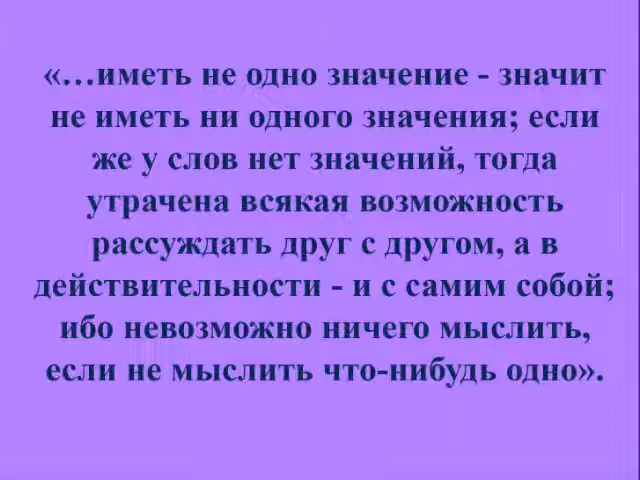 «…иметь не одно значение - значит
не иметь ни одного значения; если
же у слов нет значений, тогда
утрачена всякая возможность
рассуждать друг с другом, а в
действительности - и с самим собой;
ибо невозможно ничего мыслить,
если не мыслить что-нибудь одно».